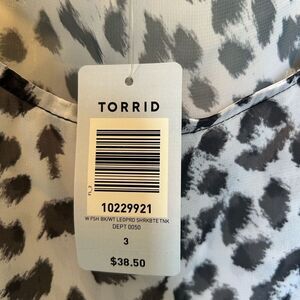 TORRID
10229921
W FSH BK/WT LEOPRD SHRKBTE TNK
DEPT 0050
3
$38.50